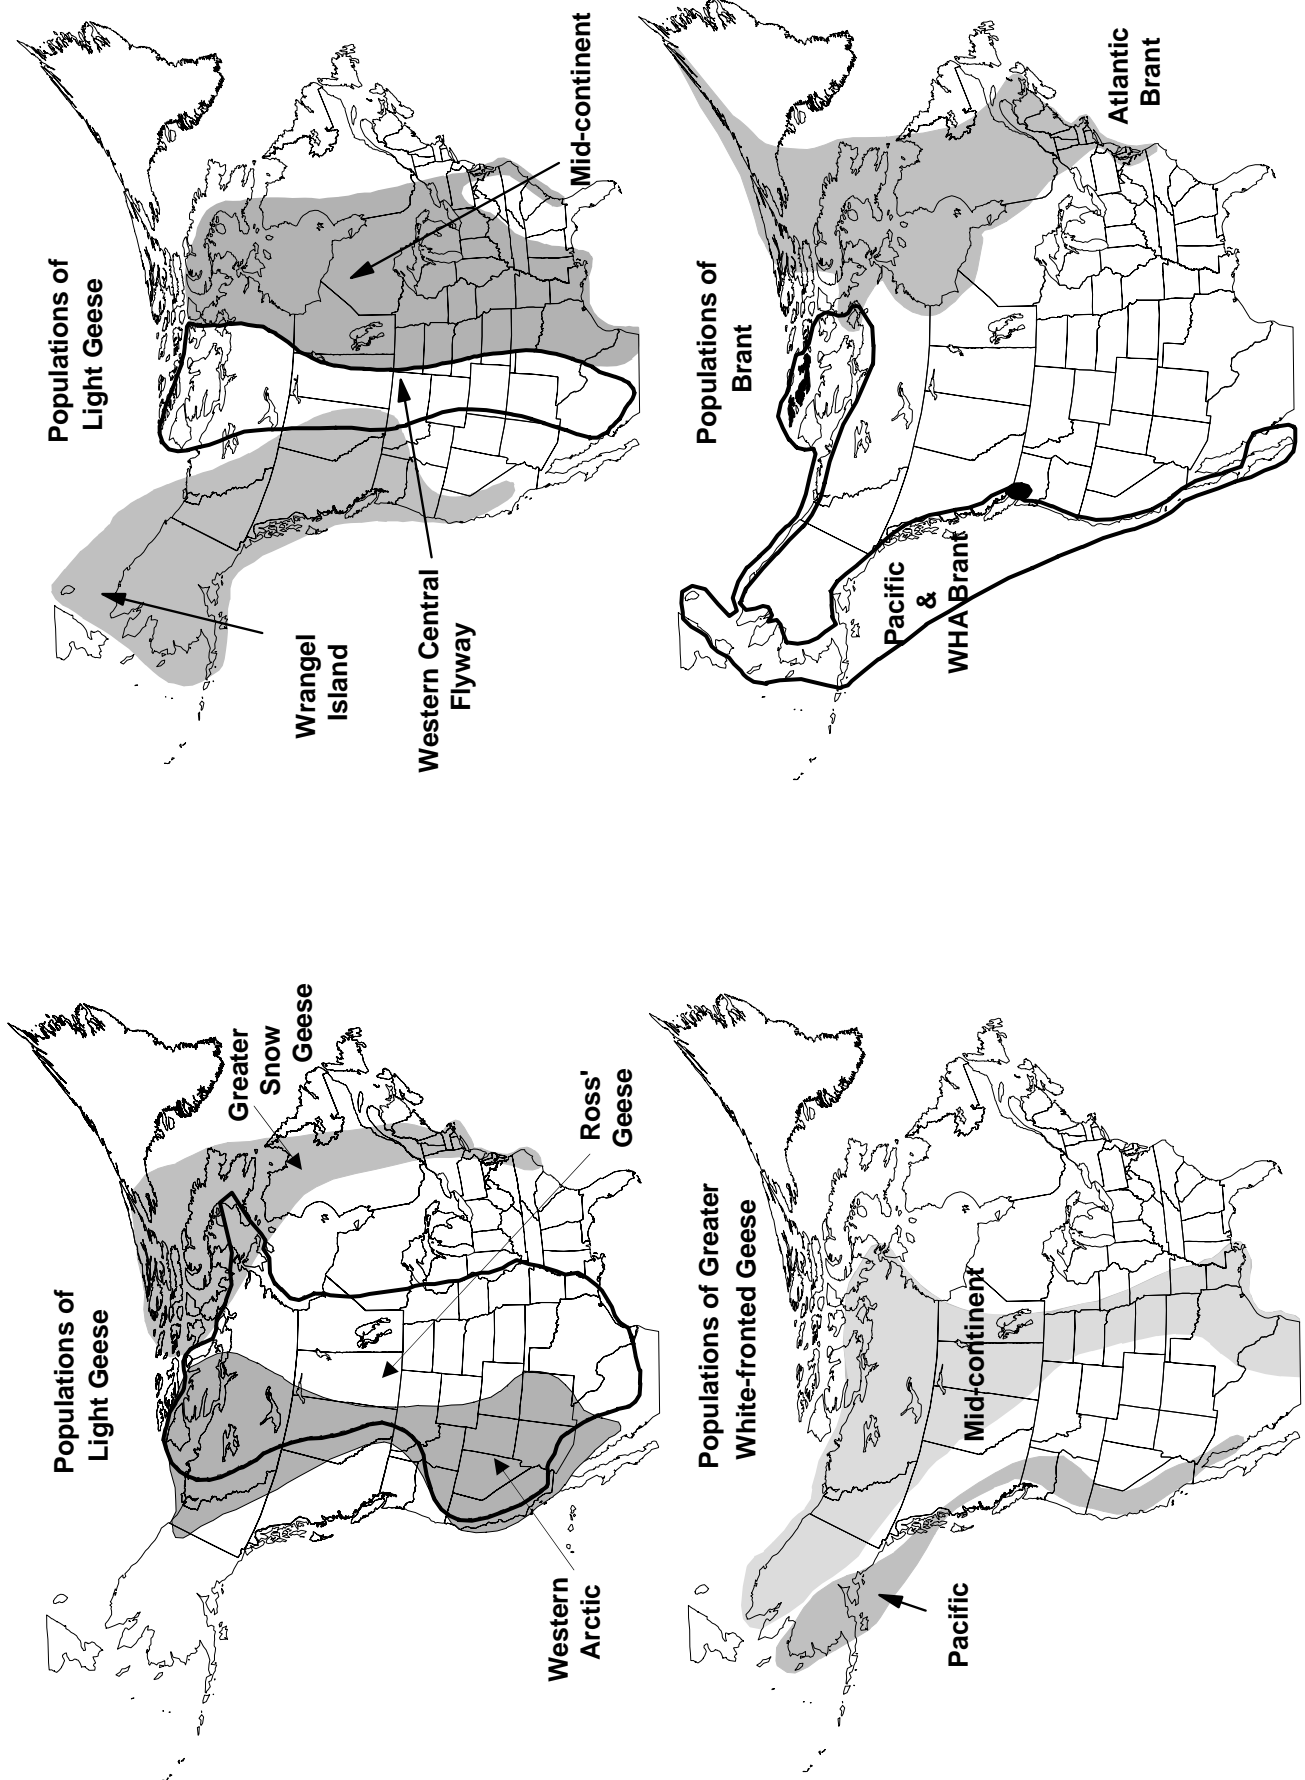 Populations of
Light Geese
Greater
Snow
Geese
Western
Arctic
Ross'
Geese
Populations of
Light Geese
Wrangel
Island
Western Central
Flyway
Mid-continent
Populations of Greater
White-fronted Geese
Pacific
Mid-continent
Populations of
Brant
Pacific
&
WHA Brant
Atlantic
Brant